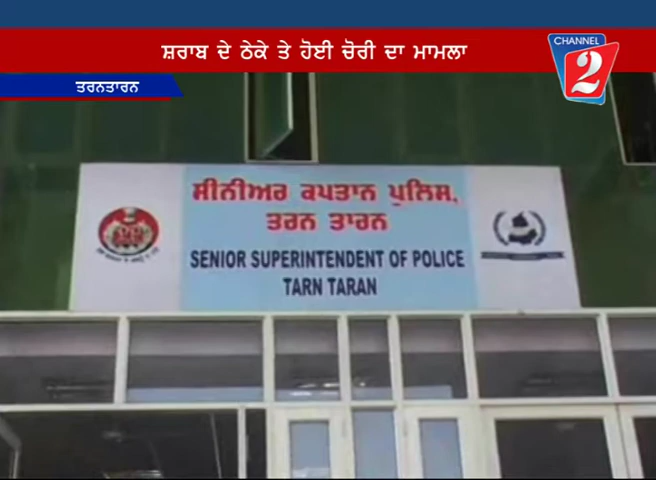 ਸ਼ਰਾਬ ਦੇ ਠੇਕੇ ਤੇ ਹੋਈ ਚੋਰੀ ਦਾ ਮਾਮਲਾ
CHANNEL
2
ਤਰਨਤਾਰਨ
ਸੀਨੀਅਰ ਕਪਤਾਨ ਪੁਲਿਸ,
ਤਰਨ ਤਾਰਨ
SENIOR SUPERINTENDENT OF POLICE
TARN TARAN